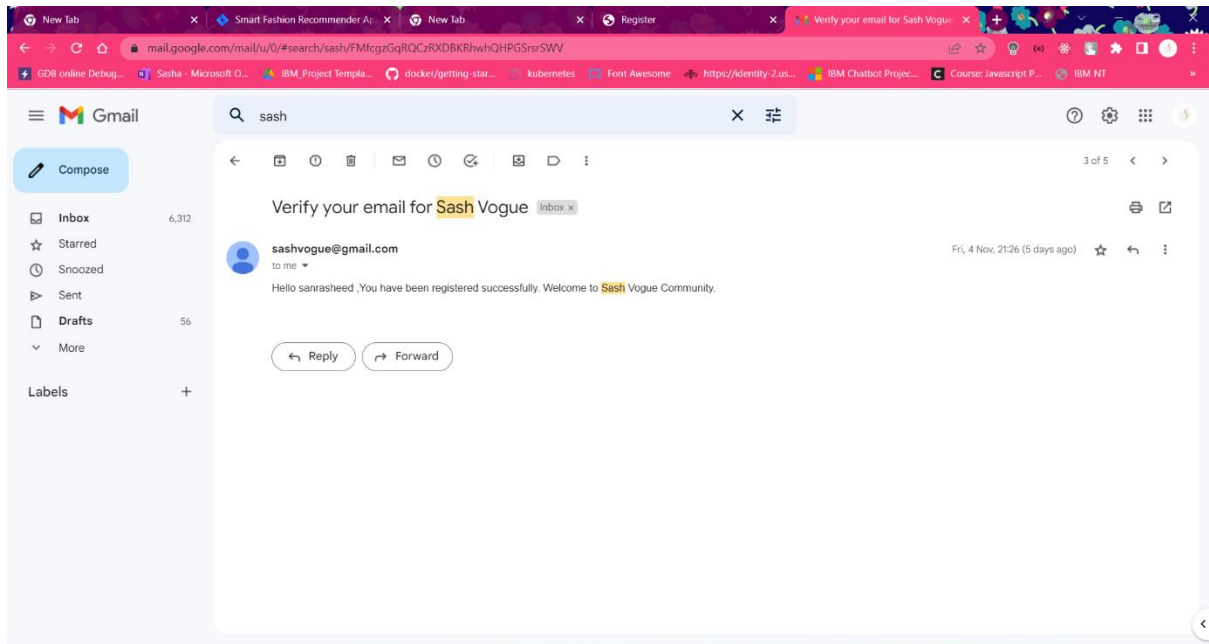 New Tab
Smart Fashion Recommender Ap
New Tab
Register
Verify your email for Sash Vogue
mail.google.com/mail/u/0/#search/sash/FMfcgzGqRQCzRXDBKRhwhQHPGSrsrSWV
GDB online Debug... Sasha - Microsoft O... IBM_Project Templa... docker/getting-star... kubernetes Font Awesome https://identity-2.us... IBM Chatbot Projec... Course: Javascript P... IBM NT
Gmail
sash
Compose
3 of 5
Verify your email for Sash Vogue Inbox ×
Inbox 6,312
Starred
Snoozed
Sent
Drafts 56
More
Labels
sashvogue@gmail.com Fri, 4 Nov, 21:26 (5 days ago)
to me
Hello sanrasheed ,You have been registered successfully. Welcome to Sash Vogue Community.
Reply Forward